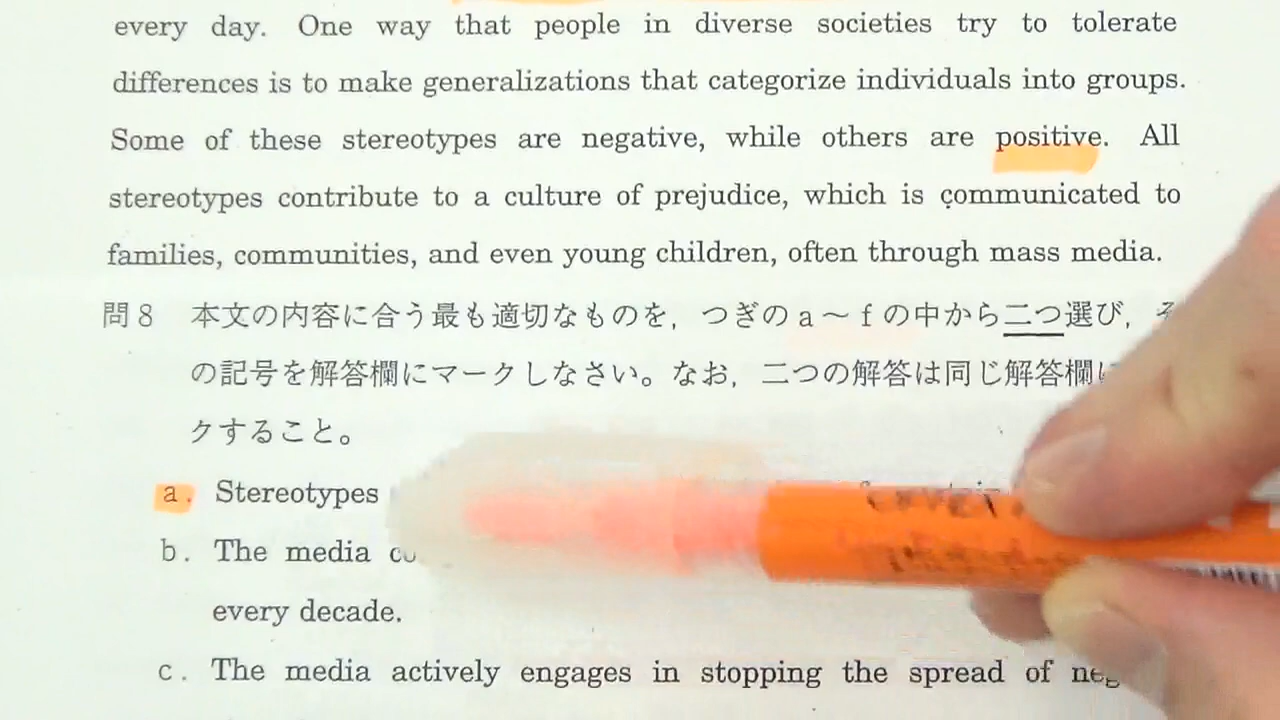 every day. One way that people in diverse societies try to tolerate
differences is to make generalizations that categorize individuals into groups.
Some of these stereotypes are negative, while others are positive. All
stereotypes contribute to a culture of prejudice, which is communicated to
families, communities, and even young children, often through mass media.
問8 本文の内容に合う最も適切なものを，つぎのa～fの中から二つ選び，そ
の記号を解答欄にマークしなさい。なお，二つの解答は同じ解答欄に
クすること。
a. Stereotypes
b. The media
every decade.
c. The media actively engages in stopping the spread of